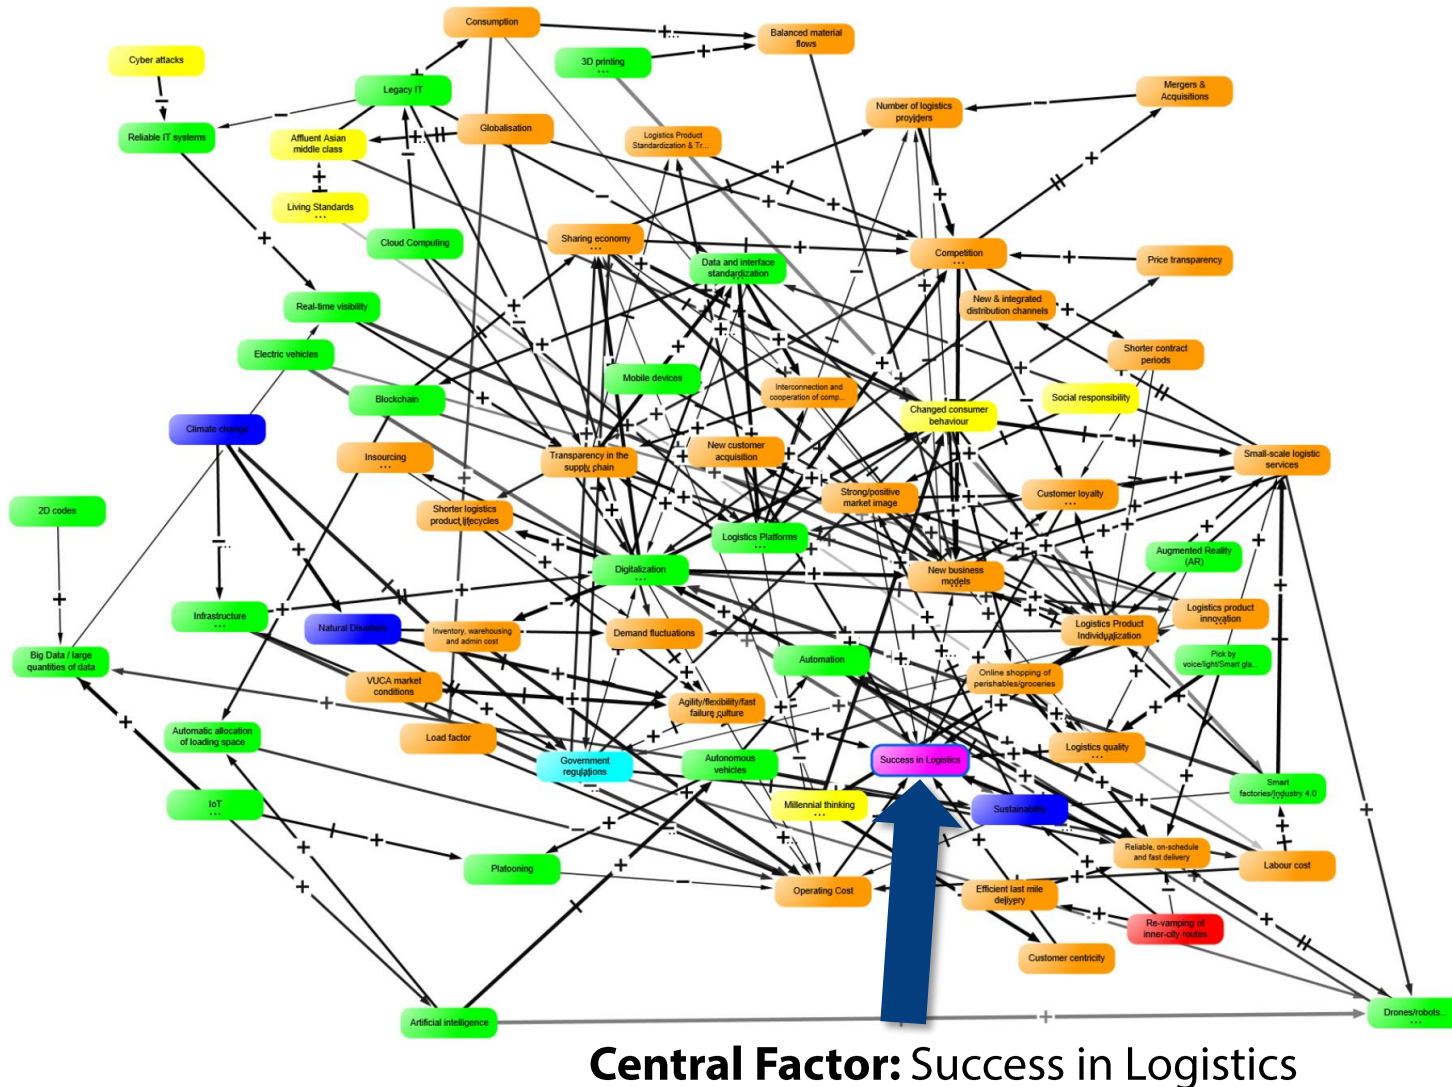 Consumption
Balanced material
flows
Cyber attacks
3D printing
...
Legacy IT
Mergers &
Acquisitions
Number of logistics
providers
Globalisation
Reliable IT systems
Affluent Asian
middle class
Logistics Product
Standardization & Tr...
Living Standards
...
Cloud Computing
Sharing economy
...
Competition
...
Price transparency
Data and interface
standardization
Real-time visibility
New & integrated
distribution channels
Electric vehicles
Shorter contract
periods
Mobile devices
Interconnection and
cooperation of comp...
Blockchain
Social responsibility
Changed consumer
behaviour
Climate change
Insourcing
...
Transparency in the
supply chain
New customer
acquisition
Small-scale logistic
services
Strong/positive
market image
Customer loyalty
...
2D codes
Shorter logistics
product lifecycles
Logistics Platforms
...
Augmented Reality
(AR)
Digitalization
...
New business
models
Infrastructure
...
Natural Disasters
Inventory, warehousing
and admin cost
Demand fluctuations
Logistics Product
Individualization
Logistics product
innovation
Big Data / large
quantities of data
Automation
Pick by
voice/light/Smart gla...
VUCA market
conditions
Online shopping of
perishables/groceries
Agility/flexibility/fast
failure culture
Automatic allocation
of loading space
Load factor
Government
regulations
Autonomous
vehicles
Success in Logistics
Logistics quality
...
Smart
factories/Industry 4.0
IoT
...
Millennial thinking
...
Sustainability
Platooning
Reliable, on-schedule
and fast delivery
Labour cost
Operating Cost
Efficient last mile
delivery
Re-vamping of
inner-city routes
Customer centricity
Artificial intelligence
Drones/robots...
...
Central Factor: Success in Logistics